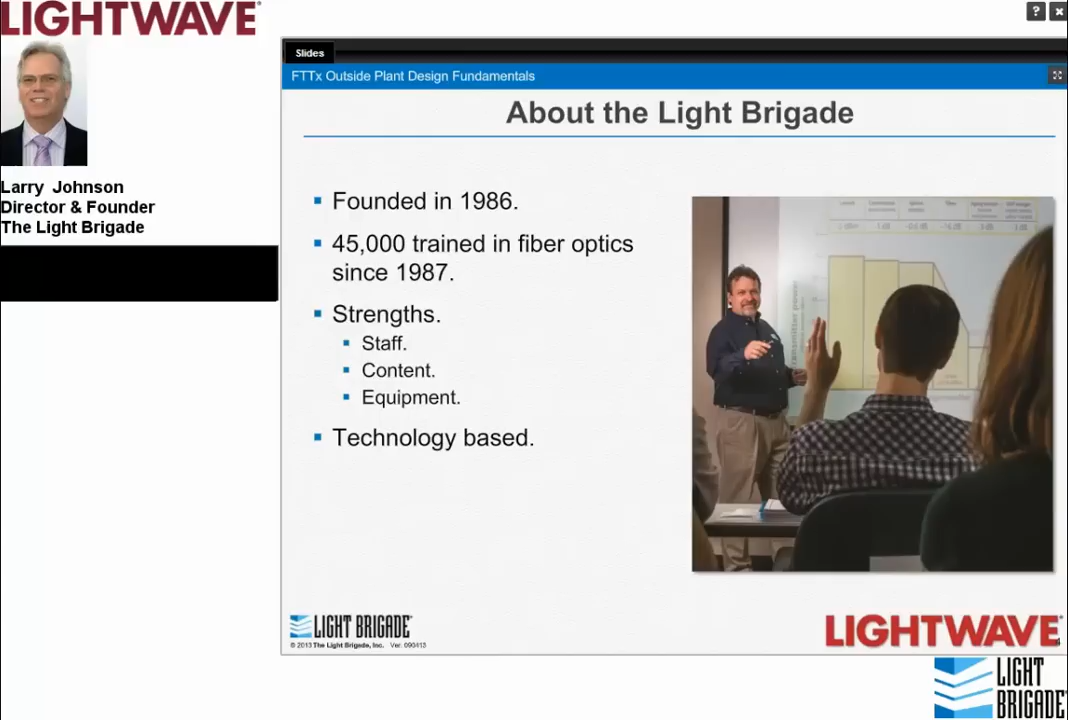 LIGHTWAVE
Larry Johnson
Director & Founder
The Light Brigade
Slides
FTTx Outside Plant Design Fundamentals
About the Light Brigade
Founded in 1986.
45,000 trained in fiber optics
since 1987.
Strengths.
Staff.
Content.
Equipment.
Technology based.
LIGHT BRIGADE
© 2013 The Light Brigade, Inc. Ver. 090413
LIGHTWAVE
LIGHT
BRIGADE